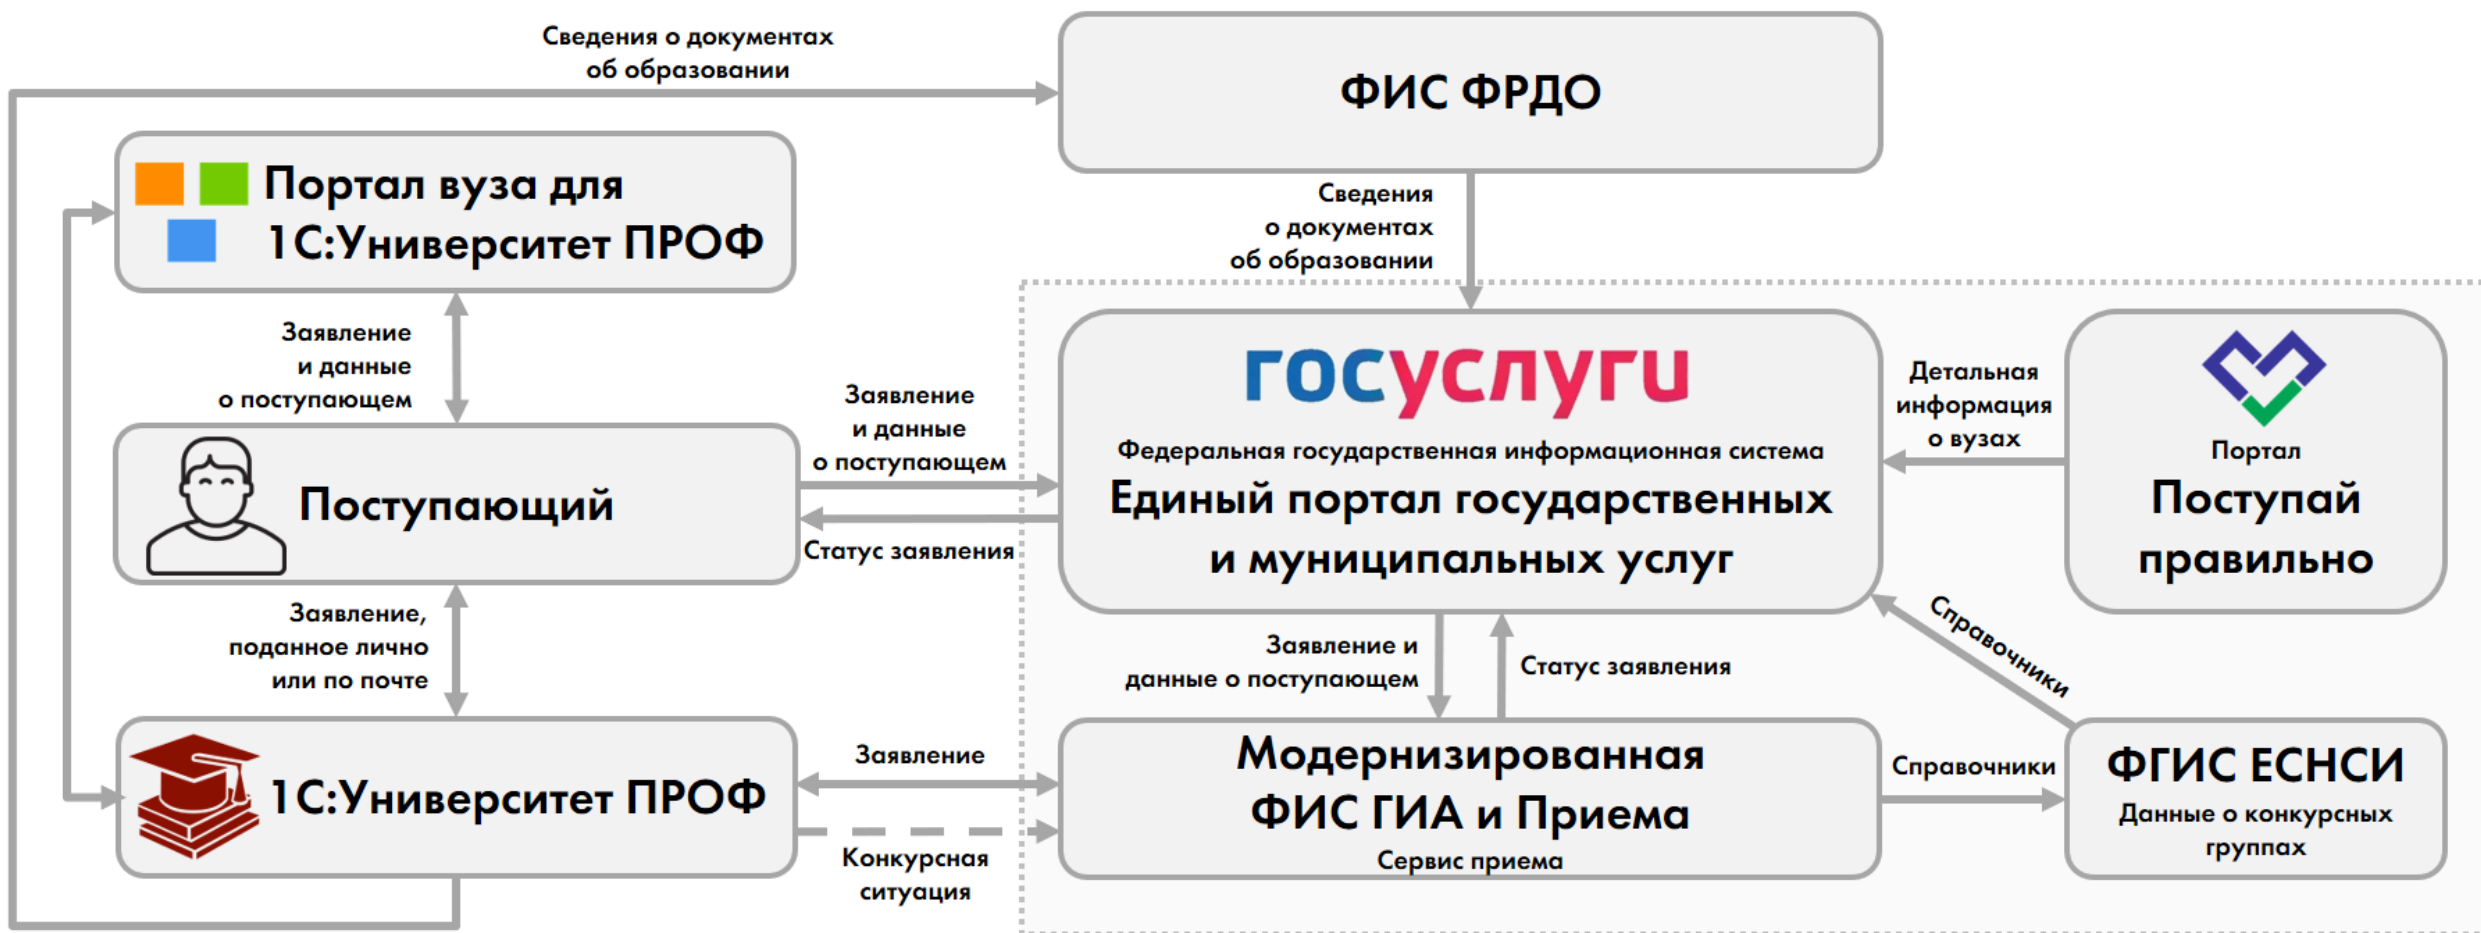 Сведения о документах
об образовании
ФИС ФРДО
Портал вуза для
1С:Университет ПРОФ
Сведения
о документах
об образовании
Заявление
и данные
о поступающем
Заявление
и данные
о поступающем
госуслуги
Федеральная государственная информационная система
Единый портал государственных
и муниципальных услуг
Детальная
информация
о вузах
Портал
Поступай
правильно
Поступающий
Статус заявления
Заявление,
поданное лично
или по почте
Заявление и
данные о поступающем
Статус заявления
Справочники
1С:Университет ПРОФ
Заявление
Конкурсная
ситуация
Модернизированная
ФИС ГИА и Приема
Сервис приема
Справочники
ФГИС ЕСНСИ
Данные о конкурсных
группах